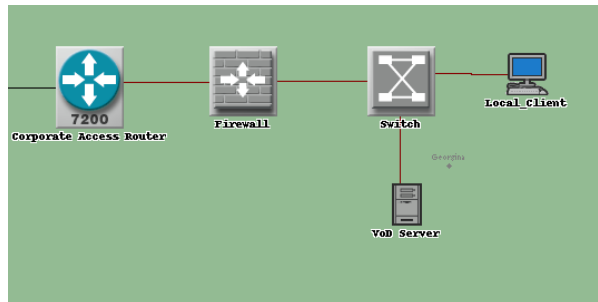 7200
Corporate Access Router
Firewall
Switch
Local_Client
Georgina
VoD Server